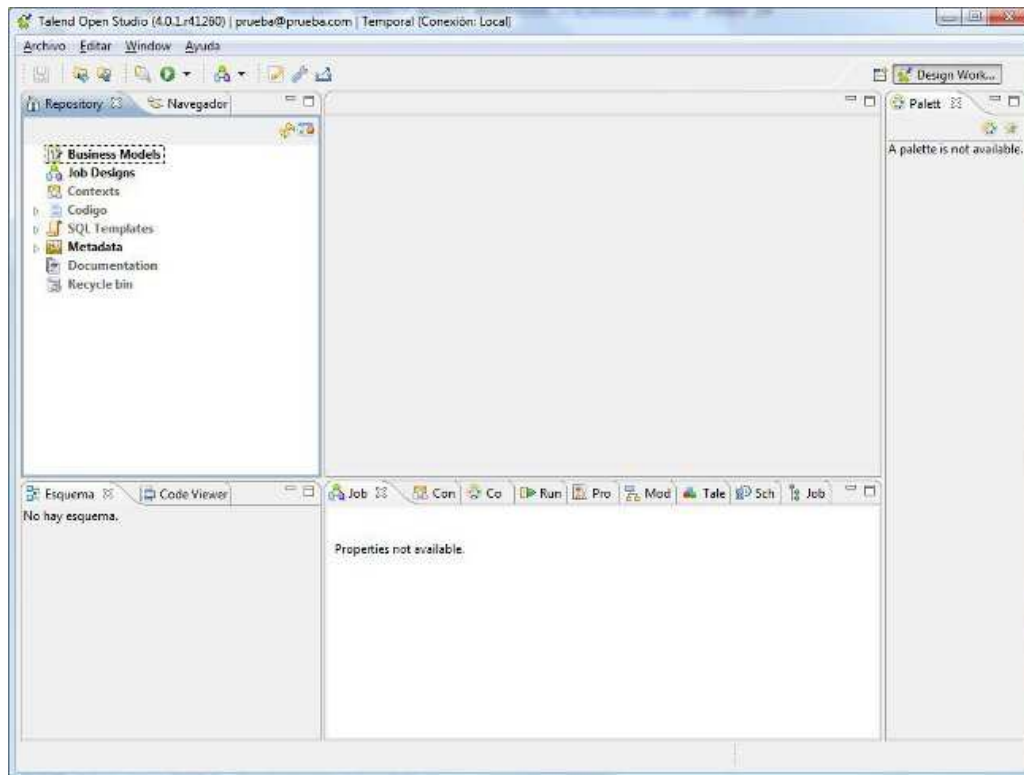 Talend Open Studio (4.0.1.r41260) | prueba@prueba.com | Temporal (Conexión: Local)
Archivo Editar Window Ayuda
Design Work...
Repository Navegador
Palett
A palette is not available.
Business Models
Job Designs
Contexts
Codigo
SQL Templates
Metadata
Documentation
Recycle bin
Esquema Code Viewer
No hay esquema.
Job Con Co Run Pro Mod Tale Sch Job
Properties not available.